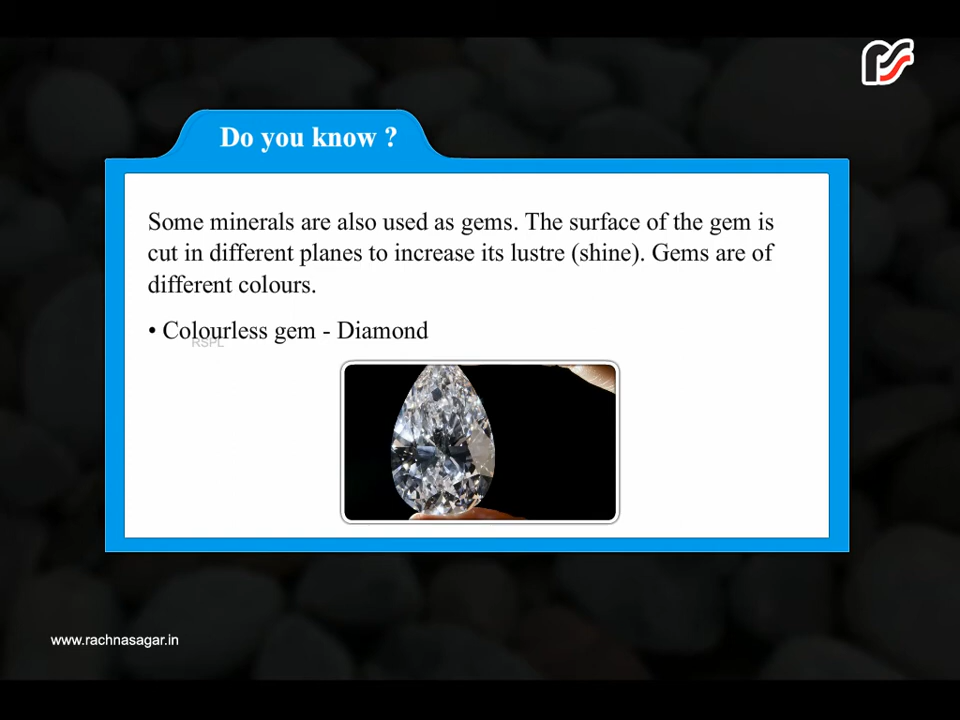 Do you know ?
Some minerals are also used as gems. The surface of the gem is
cut in different planes to increase its lustre (shine). Gems are of
different colours.
• Colourless gem - Diamond
RSPL
www.rachnasagar.in